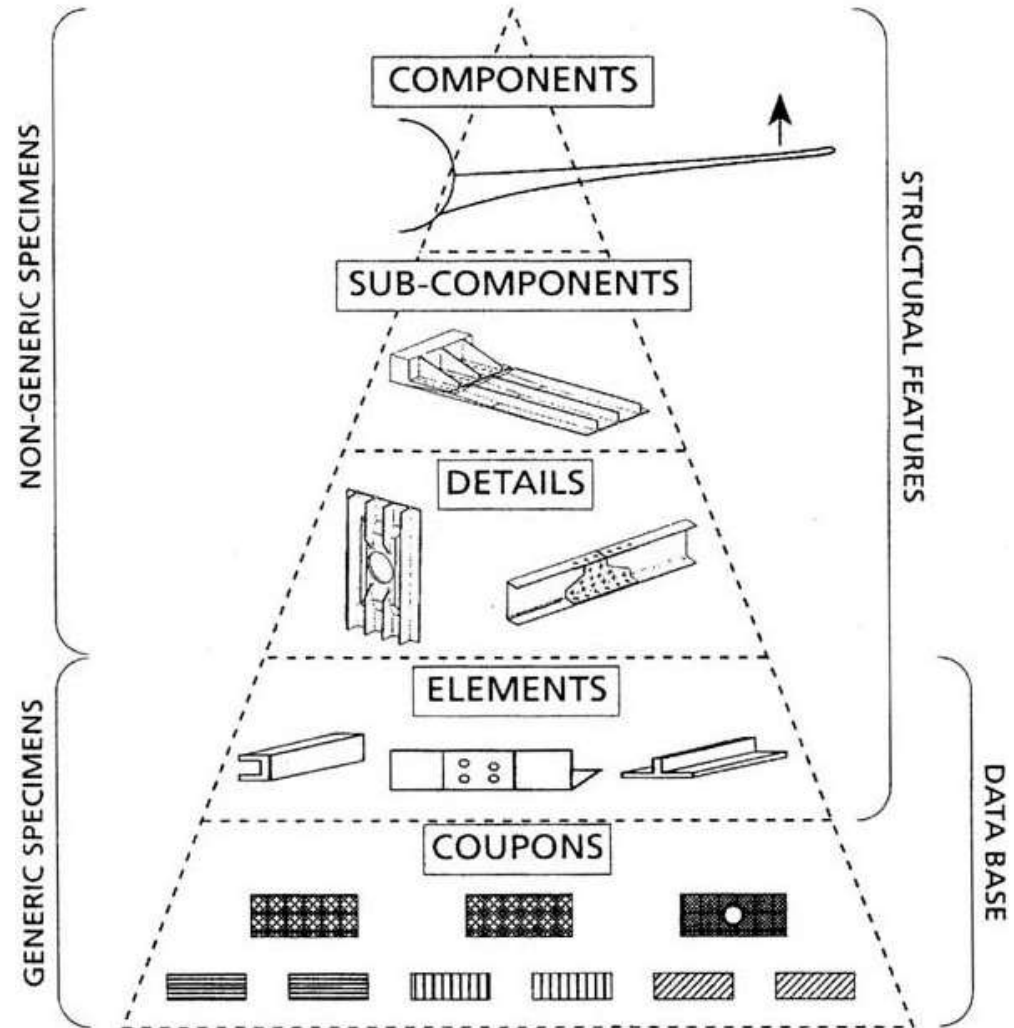 COMPONENTS
NON-GENERIC SPECIMENS
STRUCTURAL FEATURES
SUB-COMPONENTS
DETAILS
ELEMENTS
GENERIC SPECIMENS
DATA BASE
COUPONS